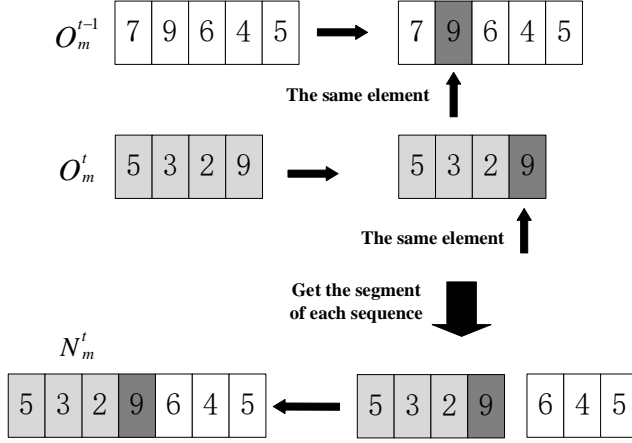 O_m^{t-1} 7 9 6 4 5 7 9 6 4 5
The same element
O_m^t 5 3 2 9 5 3 2 9
The same element
Get the segment
of each sequence
N_m^t
5 3 2 9 6 4 5 5 3 2 9 6 4 5